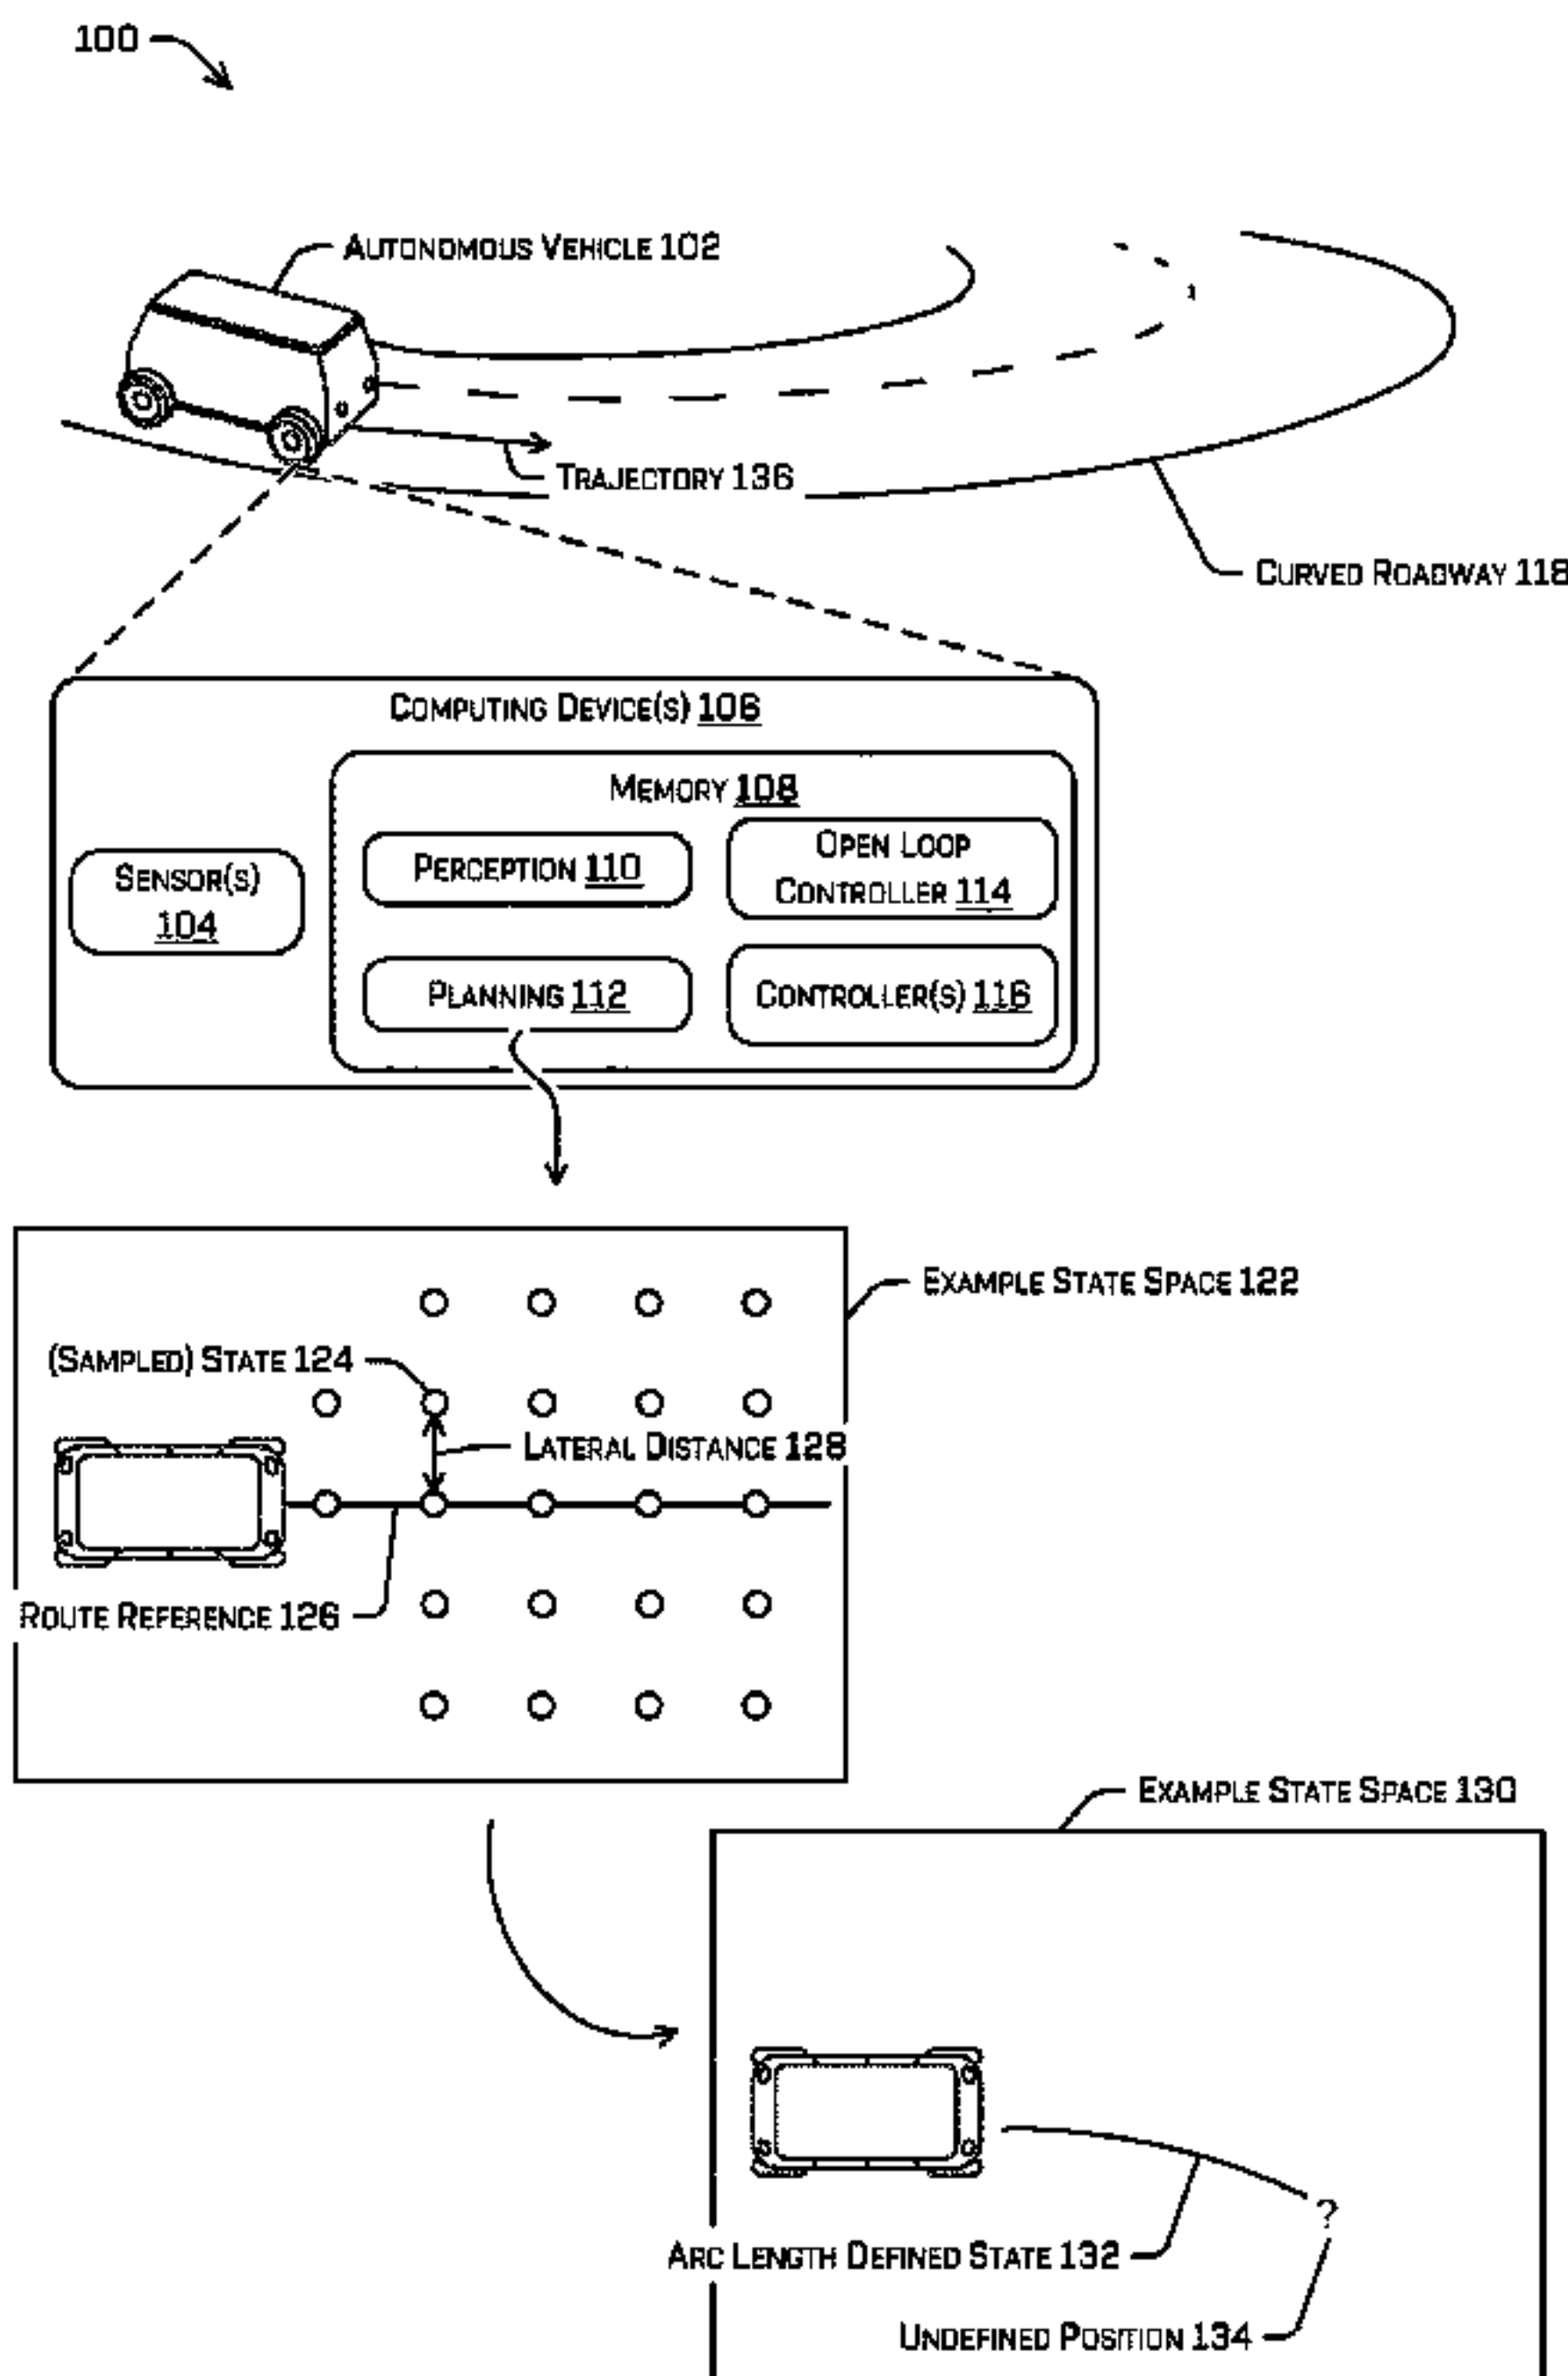 100
AUTONOMOUS VEHICLE 102
TRAJECTORY 136
CURVED ROADWAY 118
COMPUTING DEVICE(S) 106
MEMORY 108
SENSOR(S)
104
PERCEPTION 110
OPEN LOOP
CONTROLLER 114
PLANNING 112
CONTROLLER(S) 116
EXAMPLE STATE SPACE 122
(SAMPLED) STATE 124
LATERAL DISTANCE 128
ROUTE REFERENCE 126
EXAMPLE STATE SPACE 130
?
ARC LENGTH DEFINED STATE 132
UNDEFINED POSITION 134